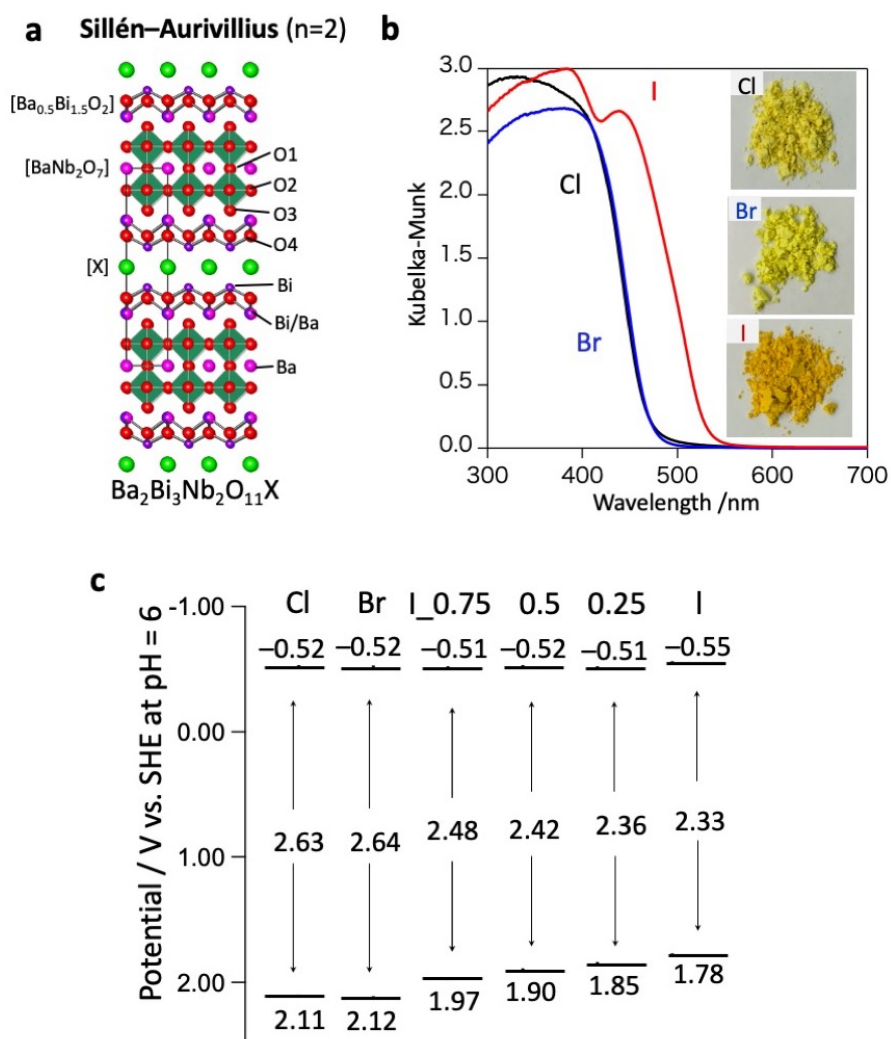 a Sillén–Aurivillius (n=2)
[Ba0.5Bi1.5O2]
[BaNb2O7]
O1
O2
O3
O4
[X]
Bi
Bi/Ba
Ba
Ba2Bi3Nb2O11X
b
Kubelka-Munk
3.0
2.5
2.0
1.5
1.0
0.5
0.0
300 400 500 600 700
Wavelength /nm
I
Cl
Br
Cl
Br
I
c
Potential / V vs. SHE at pH = 6
-1.00
0.00
1.00
2.00
Cl Br I_0.75 0.5 0.25 I
−0.52 −0.52 −0.51 −0.52 −0.51 −0.55
2.63 2.64 2.48 2.42 2.36 2.33
2.11 2.12 1.97 1.90 1.85 1.78